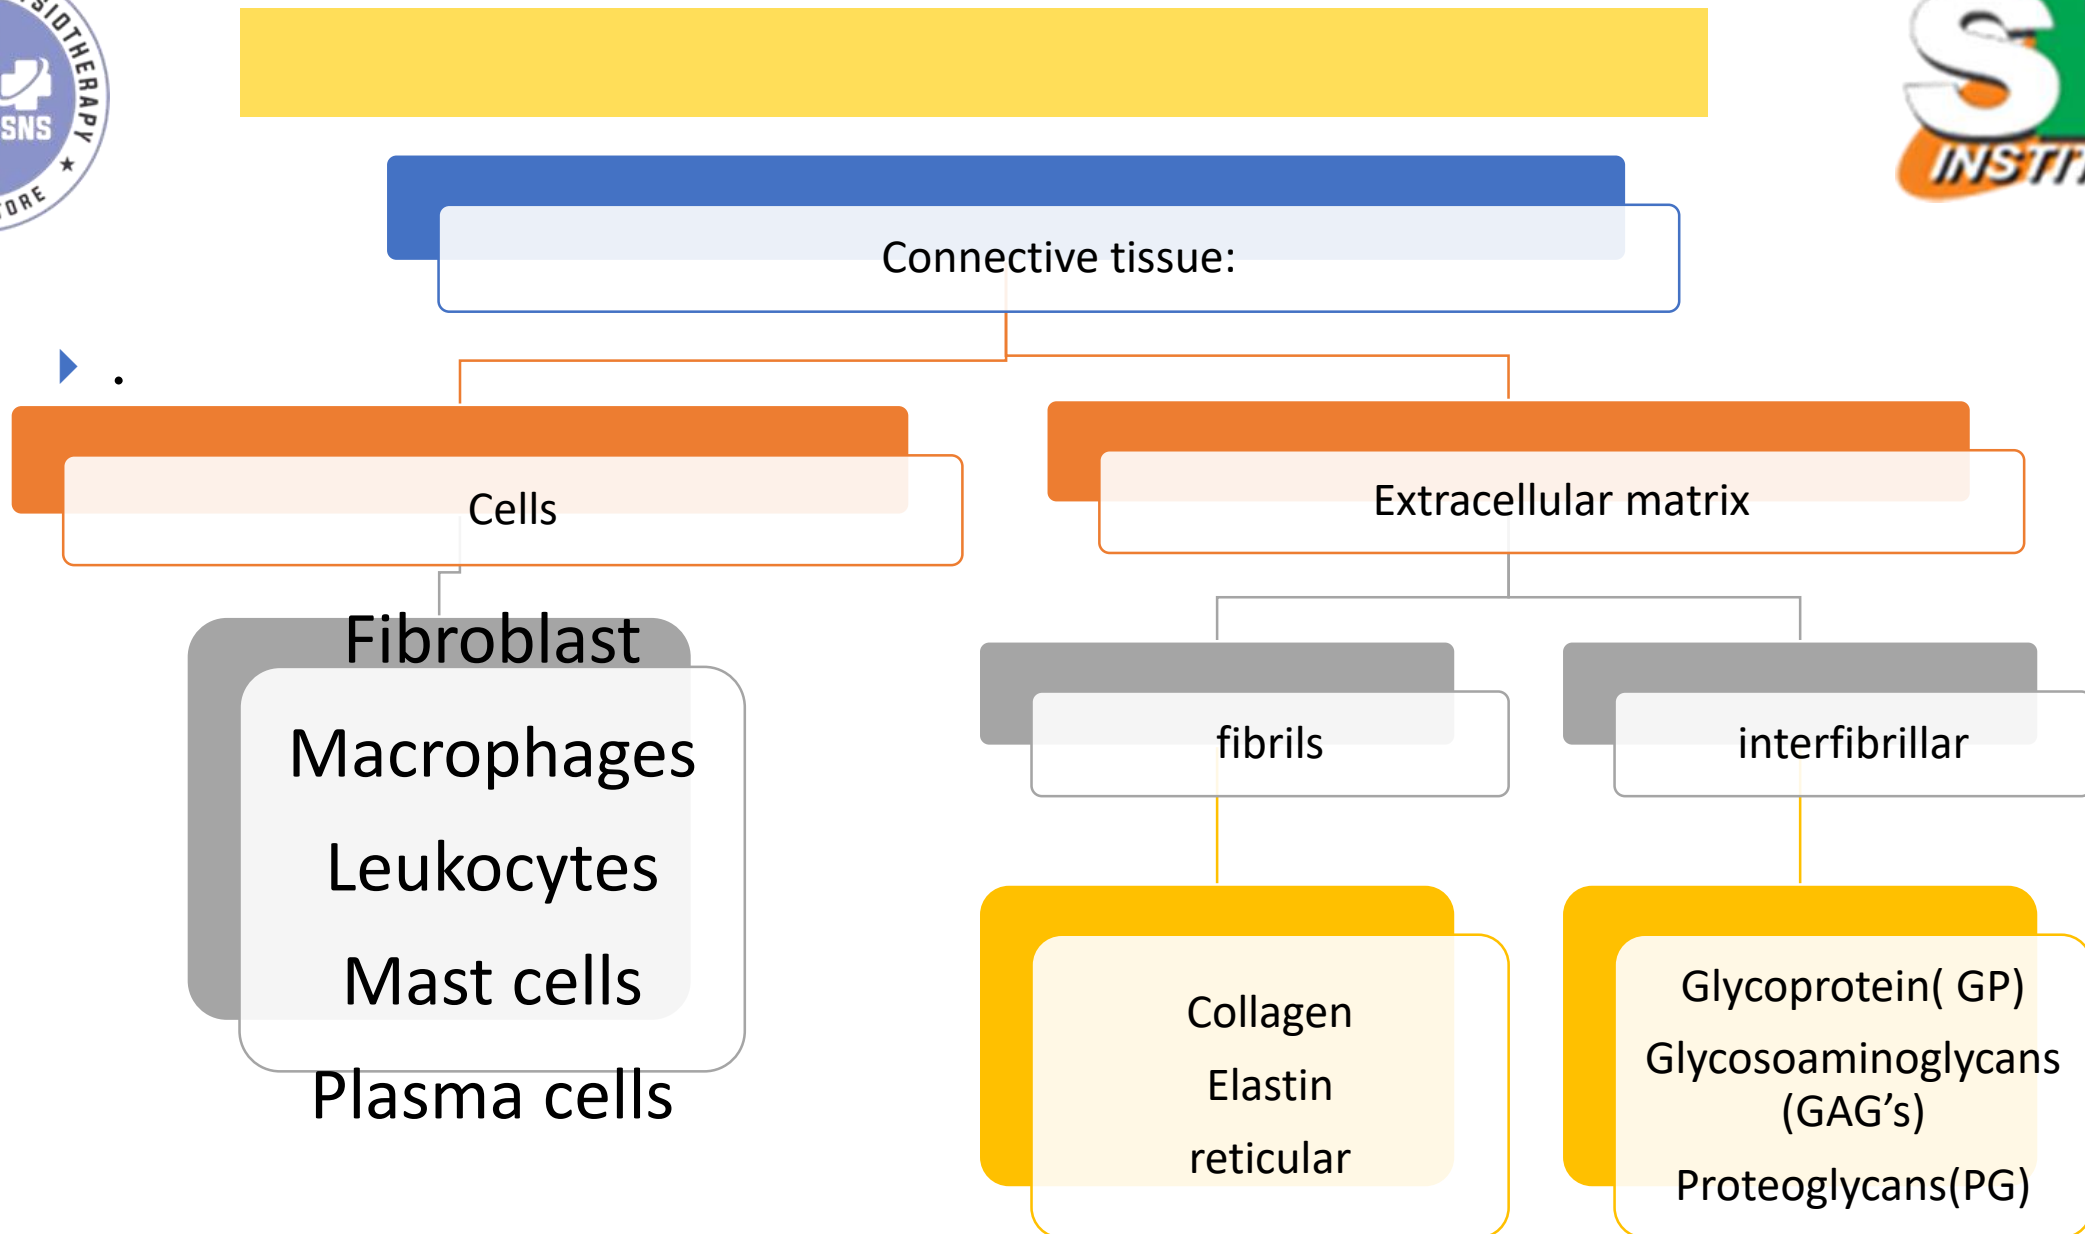 SNS
INSTIT
Connective tissue:
.
Cells
Extracellular matrix
Fibroblast
Macrophages
Leukocytes
Mast cells
Plasma cells
fibrils
interfibrillar
Collagen
Elastin
reticular
Glycoprotein( GP)
Glycosoaminoglycans
(GAG’s)
Proteoglycans(PG)